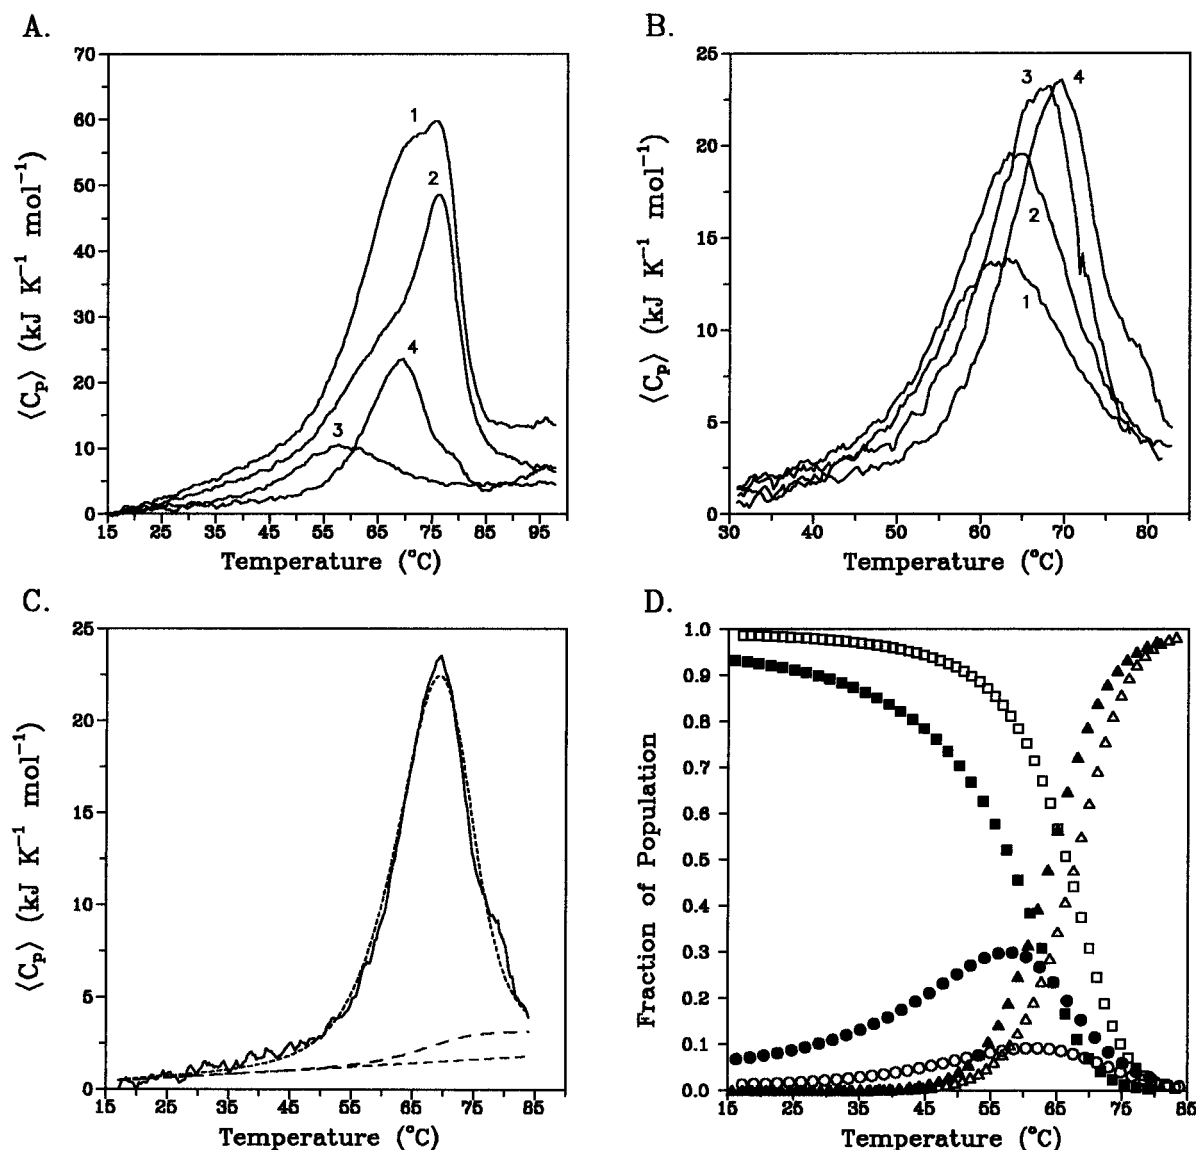 A.
70
60
50
40
30
20
10
0
⟨Cp⟩ (kJ K⁻¹ mol⁻¹)
1
2
4
3
15 25 35 45 55 65 75 85 95
Temperature (°C)
B.
25
20
15
10
5
0
⟨Cp⟩ (kJ K⁻¹ mol⁻¹)
3
4
2
1
30 40 50 60 70 80
Temperature (°C)
C.
25
20
15
10
5
0
⟨Cp⟩ (kJ K⁻¹ mol⁻¹)
15 25 35 45 55 65 75 85
Temperature (°C)
D.
1.0
0.9
0.8
0.7
0.6
0.5
0.4
0.3
0.2
0.1
0.0
Fraction of Population
15 25 35 45 55 65 75 85
Temperature (°C)